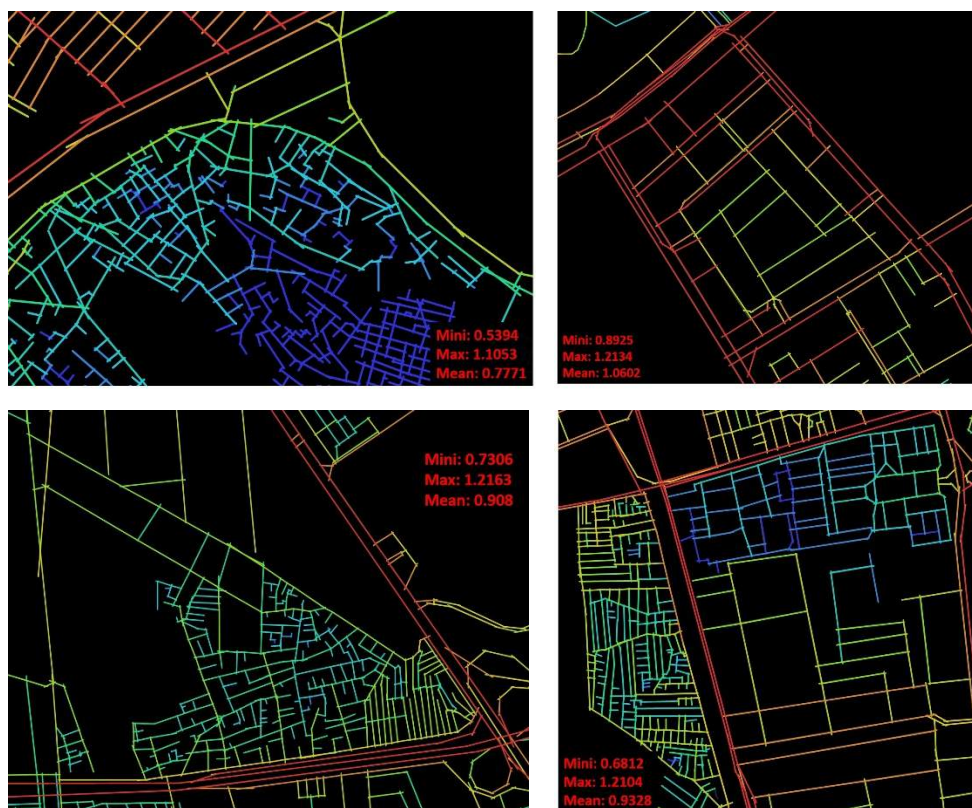 Mini: 0.5394
Max: 1.1053
Mean: 0.7771
Mini: 0.8925
Max: 1.2134
Mean: 1.0602
Mini: 0.7306
Max: 1.2163
Mean: 0.908
Mini: 0.6812
Max: 1.2104
Mean: 0.9328